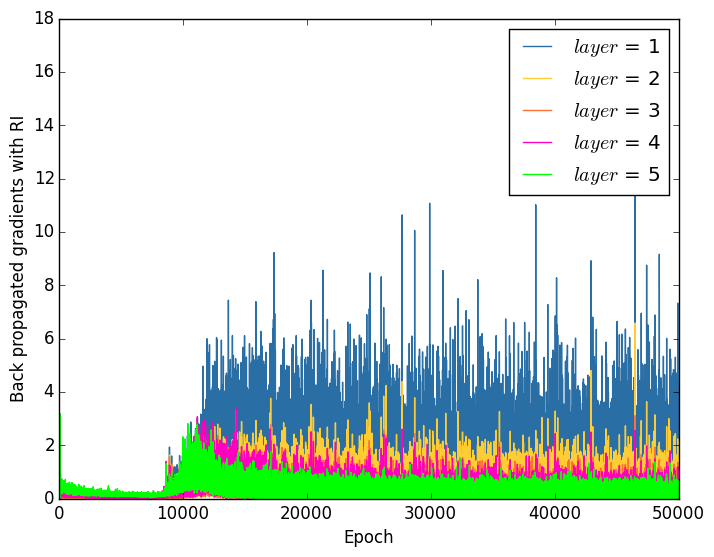 18
16
14
12
10
8
6
4
2
0
Back propagated gradients with RI
layer = 1
layer = 2
layer = 3
layer = 4
layer = 5
0 10000 20000 30000 40000 50000
Epoch